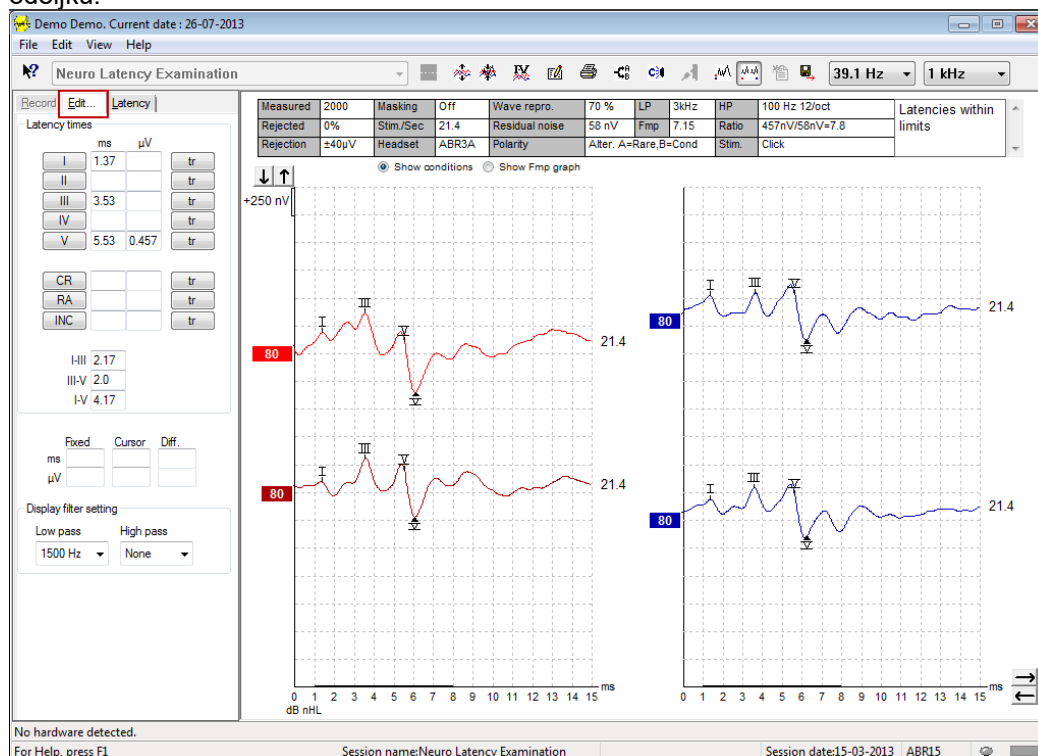 odeljku.
Demo Demo. Current date : 26-07-2013
File Edit View Help
Neuro Latency Examination 39.1 Hz 1 kHz
Record Edit... Latency
Latency times
ms µV
I 1.37 tr
II tr
III 3.53 tr
IV tr
V 5.53 0.457 tr
CR tr
RA tr
INC tr
I-III 2.17
III-V 2.0
I-V 4.17
Fixed Cursor Diff.
ms
µV
Display filter setting
Low pass High pass
1500 Hz None
Measured 2000 Masking Off Wave repro. 70 % LP 3kHz HP 100 Hz 12/oct Latencies within
Rejected 0% Stim./Sec 21.4 Residual noise 58 nV Fmp 7.15 Ratio 457nV/58nV=7.8 limits
Rejection ±40µV Headset ABR3A Polarity Alter. A=Rare,B=Cond Stim. Click
Show conditions Show Fmp graph
+250 nV
I III V
80 21.4
I III V
80 21.4
0 1 2 3 4 5 6 7 8 9 10 11 12 13 14 15 ms
dB nHL
I III V
80 21.4
I III V
80 21.4
0 1 2 3 4 5 6 7 8 9 10 11 12 13 14 15 ms
No hardware detected.
For Help, press F1 Session name:Neuro Latency Examination Session date:15-03-2013 ABR15